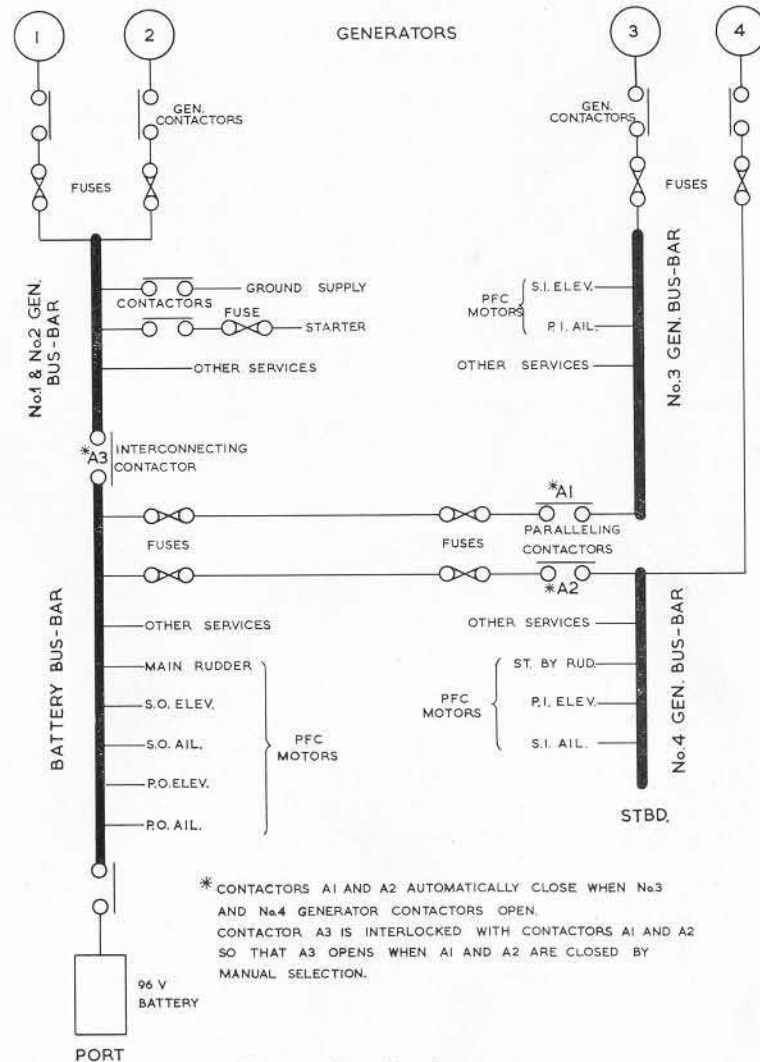 1
2
GENERATORS
3
4
GEN.
CONTACTORS
GEN.
CONTACTORS
FUSES
FUSES
No.1 & No.2 GEN.
BUS-BAR
GROUND SUPPLY
CONTACTORS
FUSE
STARTER
OTHER SERVICES
PFC
MOTORS
S.I. ELEV.
P.I. AIL.
OTHER SERVICES
No.3 GEN. BUS-BAR
*A3
INTERCONNECTING
CONTACTOR
*A1
PARALLELING
CONTACTORS
FUSES
FUSES
*A2
BATTERY BUS-BAR
OTHER SERVICES
MAIN RUDDER
S.O. ELEV.
S.O. AIL.
P.O. ELEV.
P.O. AIL.
PFC
MOTORS
OTHER SERVICES
ST. BY RUD.
P.I. ELEV.
S.I. AIL.
PFC
MOTORS
No.4 GEN. BUS-BAR
STBD.
* CONTACTORS A1 AND A2 AUTOMATICALLY CLOSE WHEN No.3
AND No.4 GENERATOR CONTACTORS OPEN.
CONTACTOR A3 IS INTERLOCKED WITH CONTACTORS A1 AND A2
SO THAT A3 OPENS WHEN A1 AND A2 ARE CLOSED BY
MANUAL SELECTION.
96 V
BATTERY
PORT